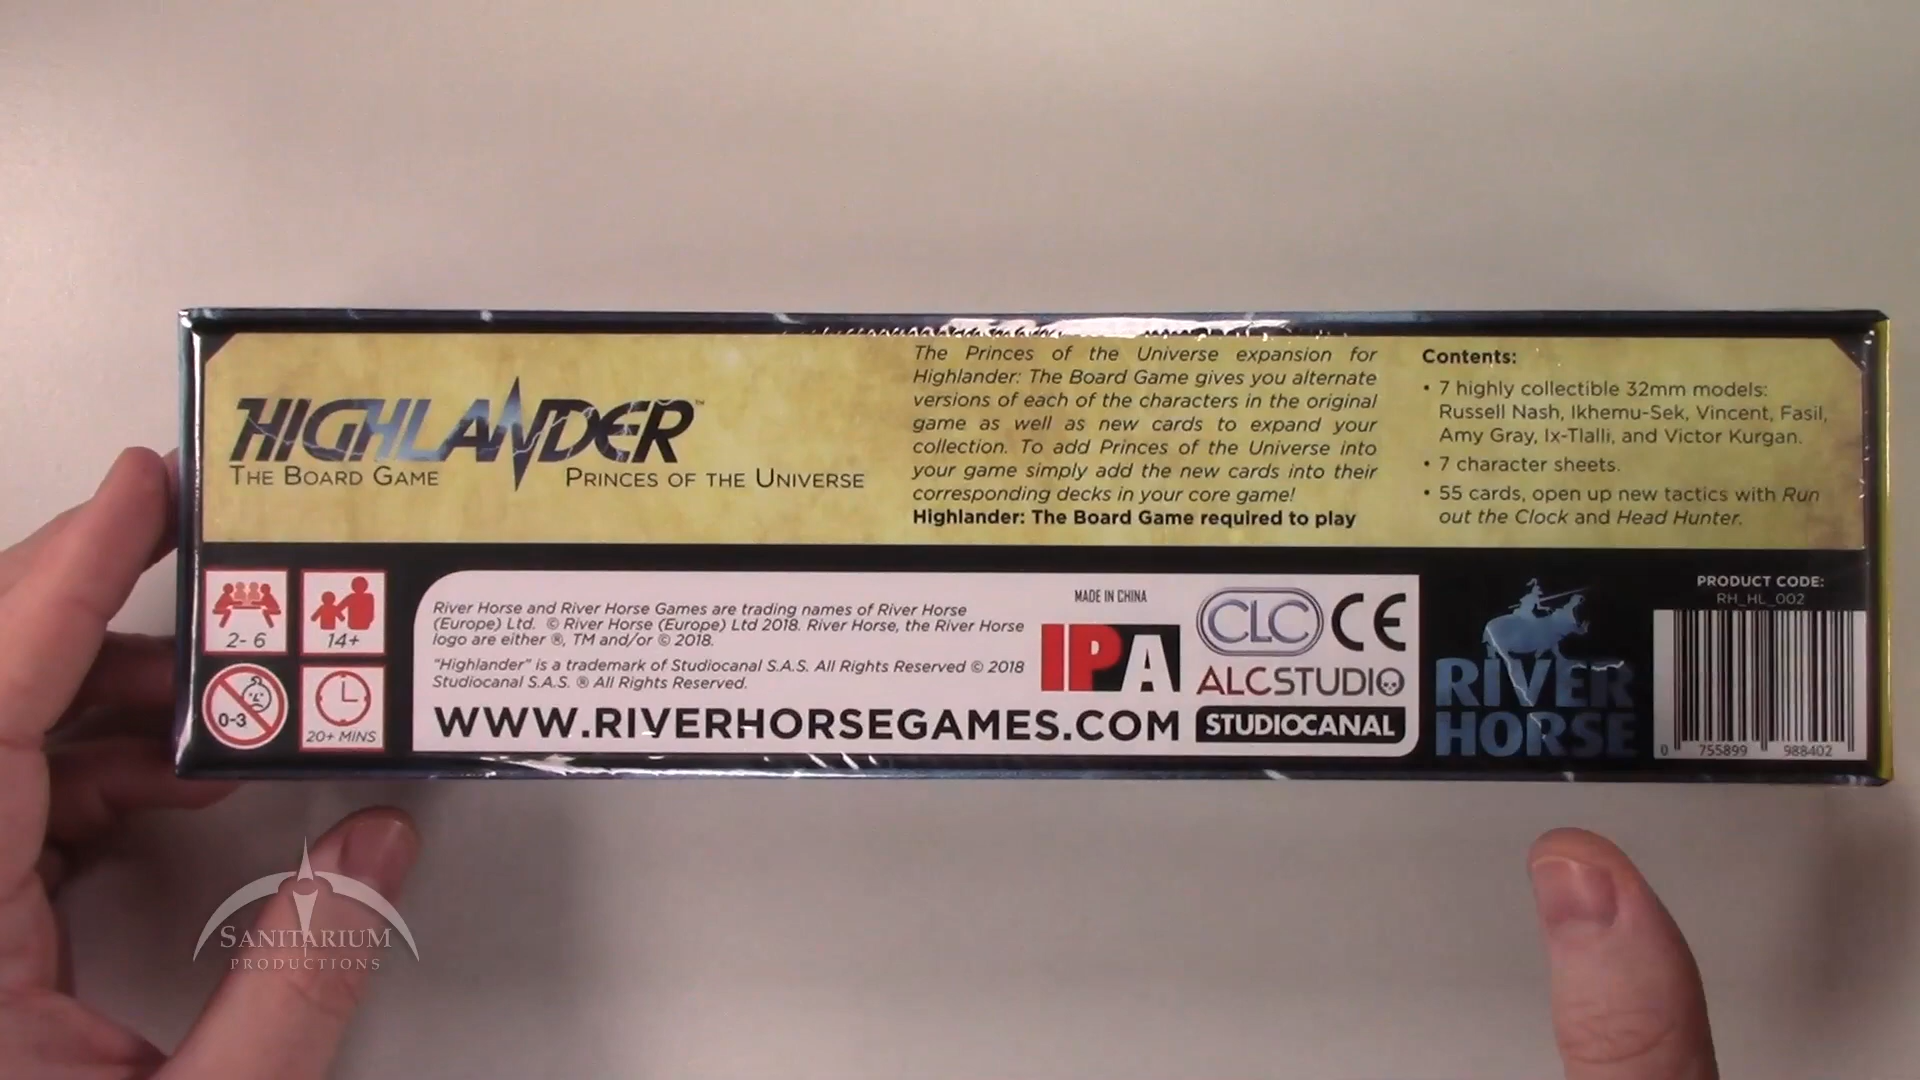 HIGHLANDER™
THE BOARD GAME
PRINCES OF THE UNIVERSE
The Princes of the Universe expansion for
Highlander: The Board Game gives you alternate
versions of each of the characters in the original
game as well as new cards to expand your
collection. To add Princes of the Universe into
your game simply add the new cards into their
corresponding decks in your core game!
Highlander: The Board Game required to play
Contents:
• 7 highly collectible 32mm models:
Russell Nash, Ikhemu-Sek, Vincent, Fasil,
Amy Gray, Ix-Tlalli, and Victor Kurgan.
• 7 character sheets.
• 55 cards, open up new tactics with Run
out the Clock and Head Hunter.
2- 6
14+
0-3
20+ MINS
River Horse and River Horse Games are trading names of River Horse
(Europe) Ltd. © River Horse (Europe) Ltd 2018. River Horse, the River Horse
logo are either ®, TM and/or © 2018.
"Highlander" is a trademark of Studiocanal S.A.S. All Rights Reserved © 2018
Studiocanal S.A.S. ® All Rights Reserved.
WWW.RIVERHORSEGAMES.COM
MADE IN CHINA
IPA
CLC
CE
ALCSTUDIO
STUDIOCANAL
RIVER
HORSE
PRODUCT CODE:
RH_HL_002
0 755899 988402
SANITARIUM
PRODUCTIONS